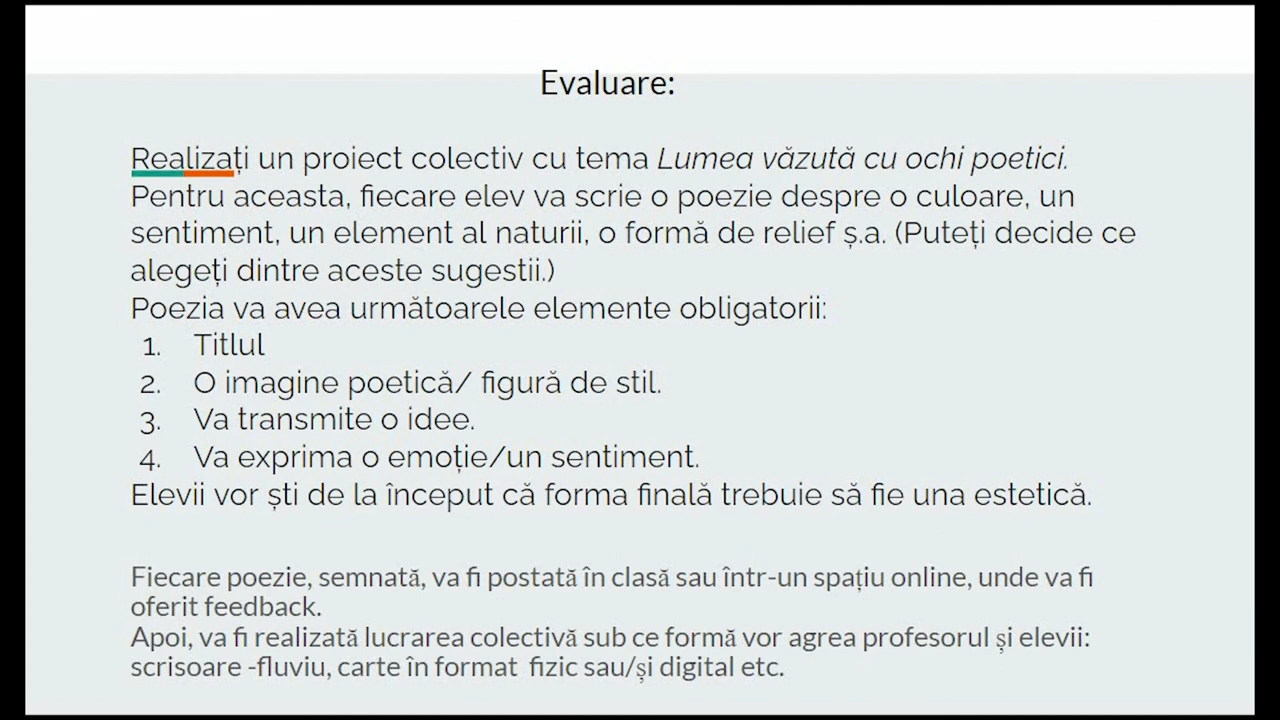 Evaluare:
Realizați un proiect colectiv cu tema Lumea văzută cu ochi poetici.
Pentru aceasta, fiecare elev va scrie o poezie despre o culoare, un
sentiment, un element al naturii, o formă de relief ș.a. (Puteți decide ce
alegeți dintre aceste sugestii.)
Poezia va avea următoarele elemente obligatorii:
1. Titlul
2. O imagine poetică/ figură de stil.
3. Va transmite o idee.
4. Va exprima o emoție/un sentiment.
Elevii vor ști de la început că forma finală trebuie să fie una estetică.
Fiecare poezie, semnată, va fi postată în clasă sau într-un spațiu online, unde va fi
oferit feedback.
Apoi, va fi realizată lucrarea colectivă sub ce formă vor agrea profesorul și elevii:
scrisoare -fluviu, carte în format fizic sau/și digital etc.